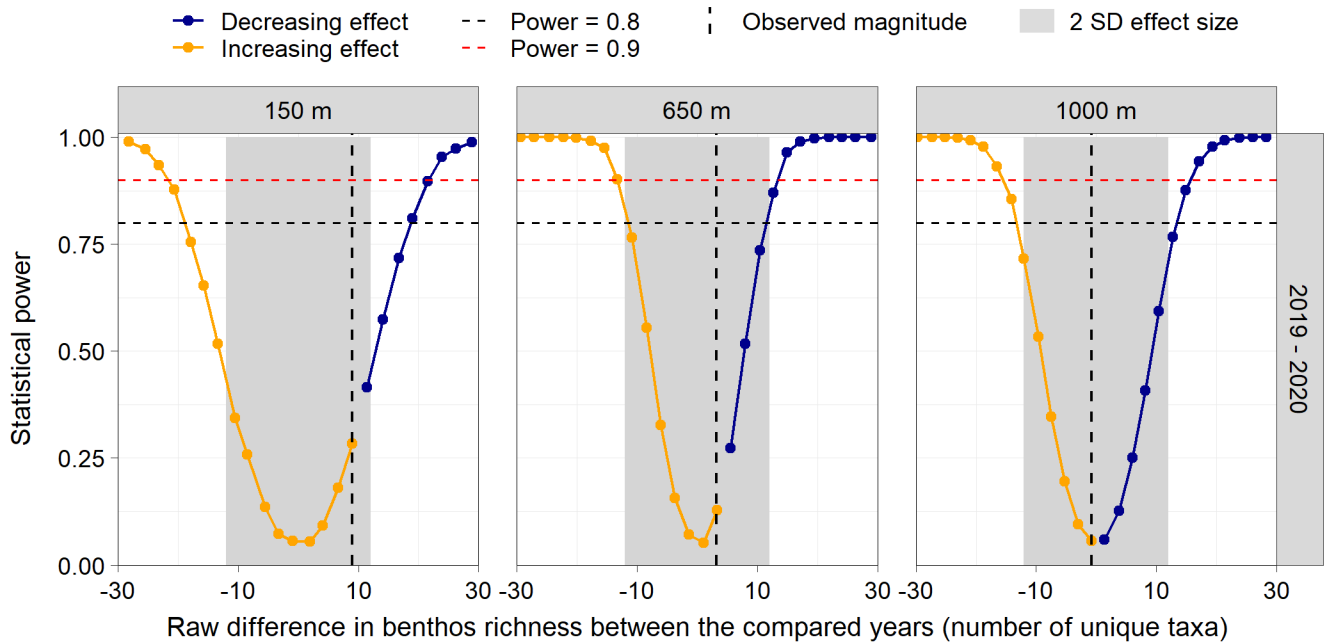 Decreasing effect Power = 0.8 Observed magnitude 2 SD effect size
Increasing effect Power = 0.9
150 m 650 m 1000 m
1.00
0.75
0.50
0.25
0.00
Statistical power
2019 - 2020
-30 -10 10 30 -30 -10 10 30 -30 -10 10 30
Raw difference in benthos richness between the compared years (number of unique taxa)